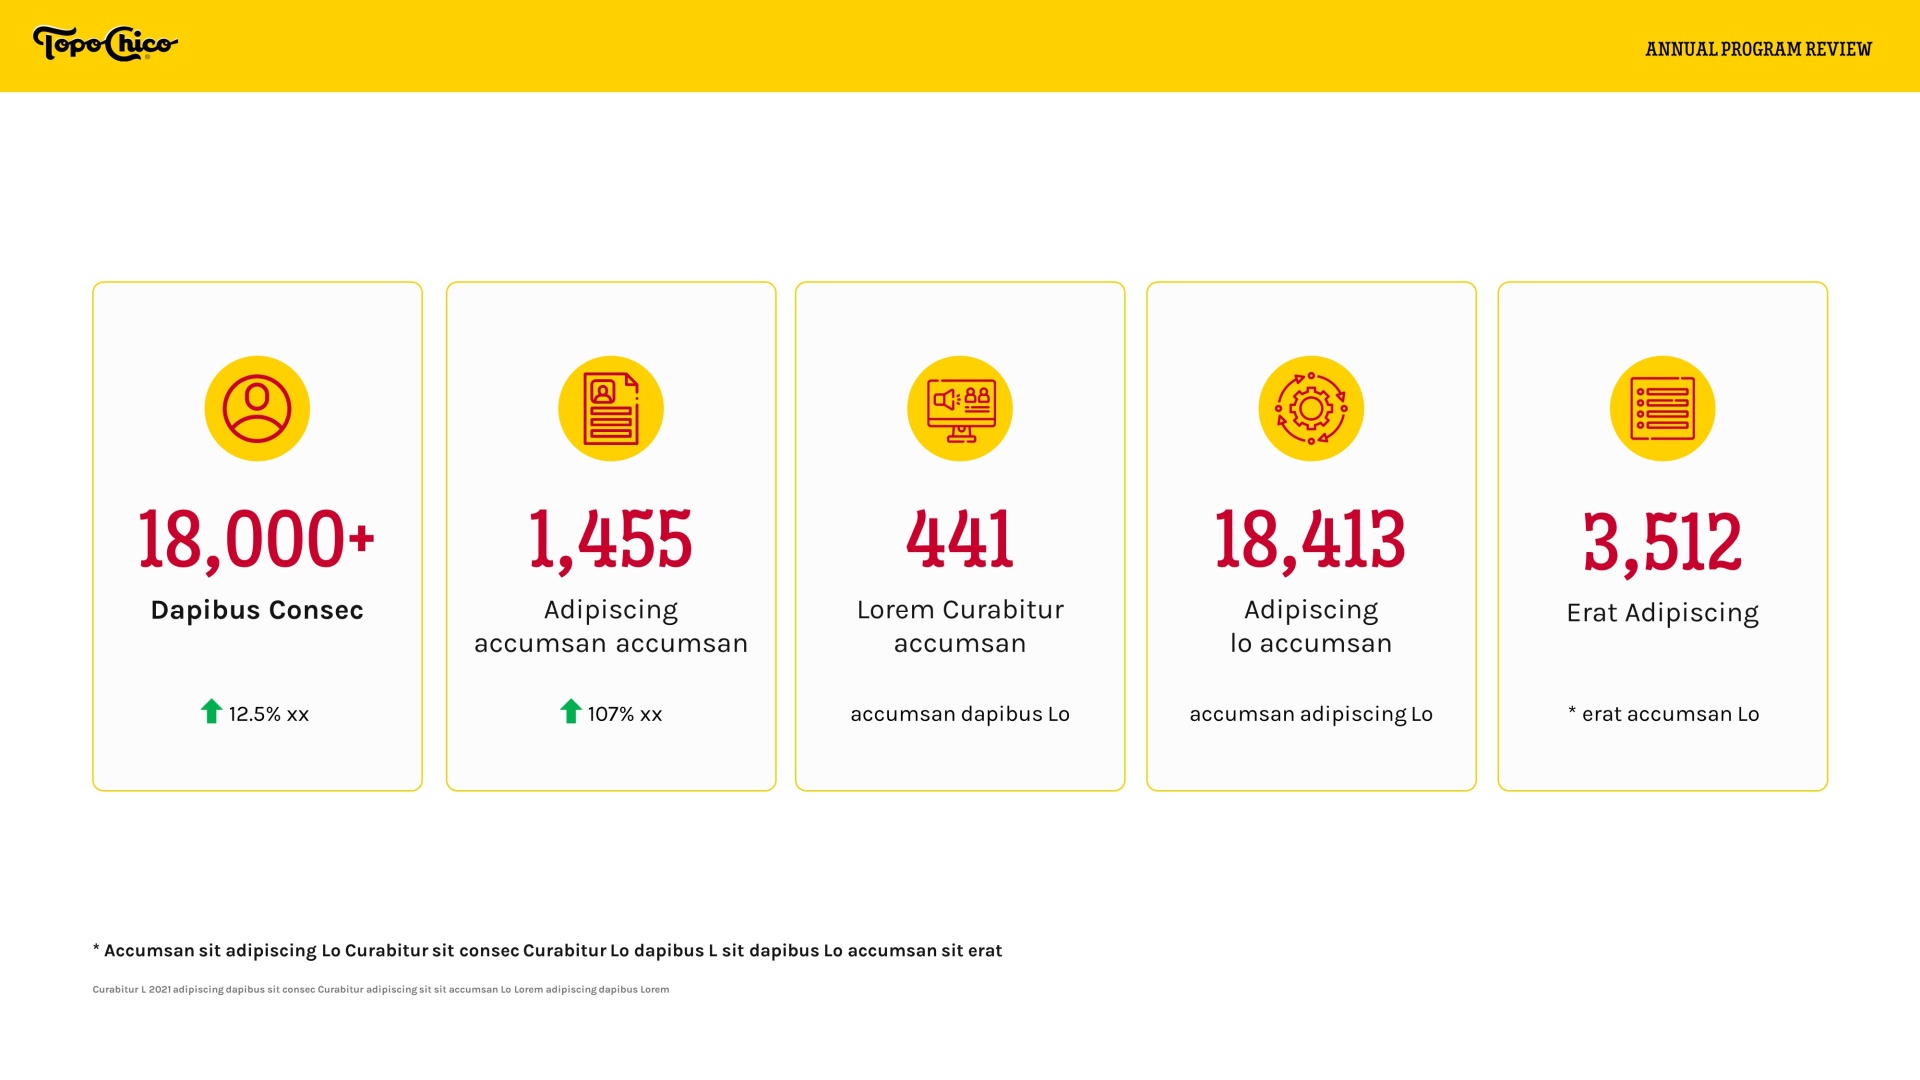 Topo Chico
ANNUAL PROGRAM REVIEW
18,000+
Dapibus Consec
12.5% xx
1,455
Adipiscing
accumsan accumsan
107% xx
441
Lorem Curabitur
accumsan
accumsan dapibus Lo
18,413
Adipiscing
lo accumsan
accumsan adipiscing Lo
3,512
Erat Adipiscing
* erat accumsan Lo
* Accumsan sit adipiscing Lo Curabitur sit consec Curabitur Lo dapibus L sit dapibus Lo accumsan sit erat
Curabitur L 2021 adipiscing dapibus sit consec Curabitur adipiscing sit sit accumsan Lo Lorem adipiscing dapibus Lorem